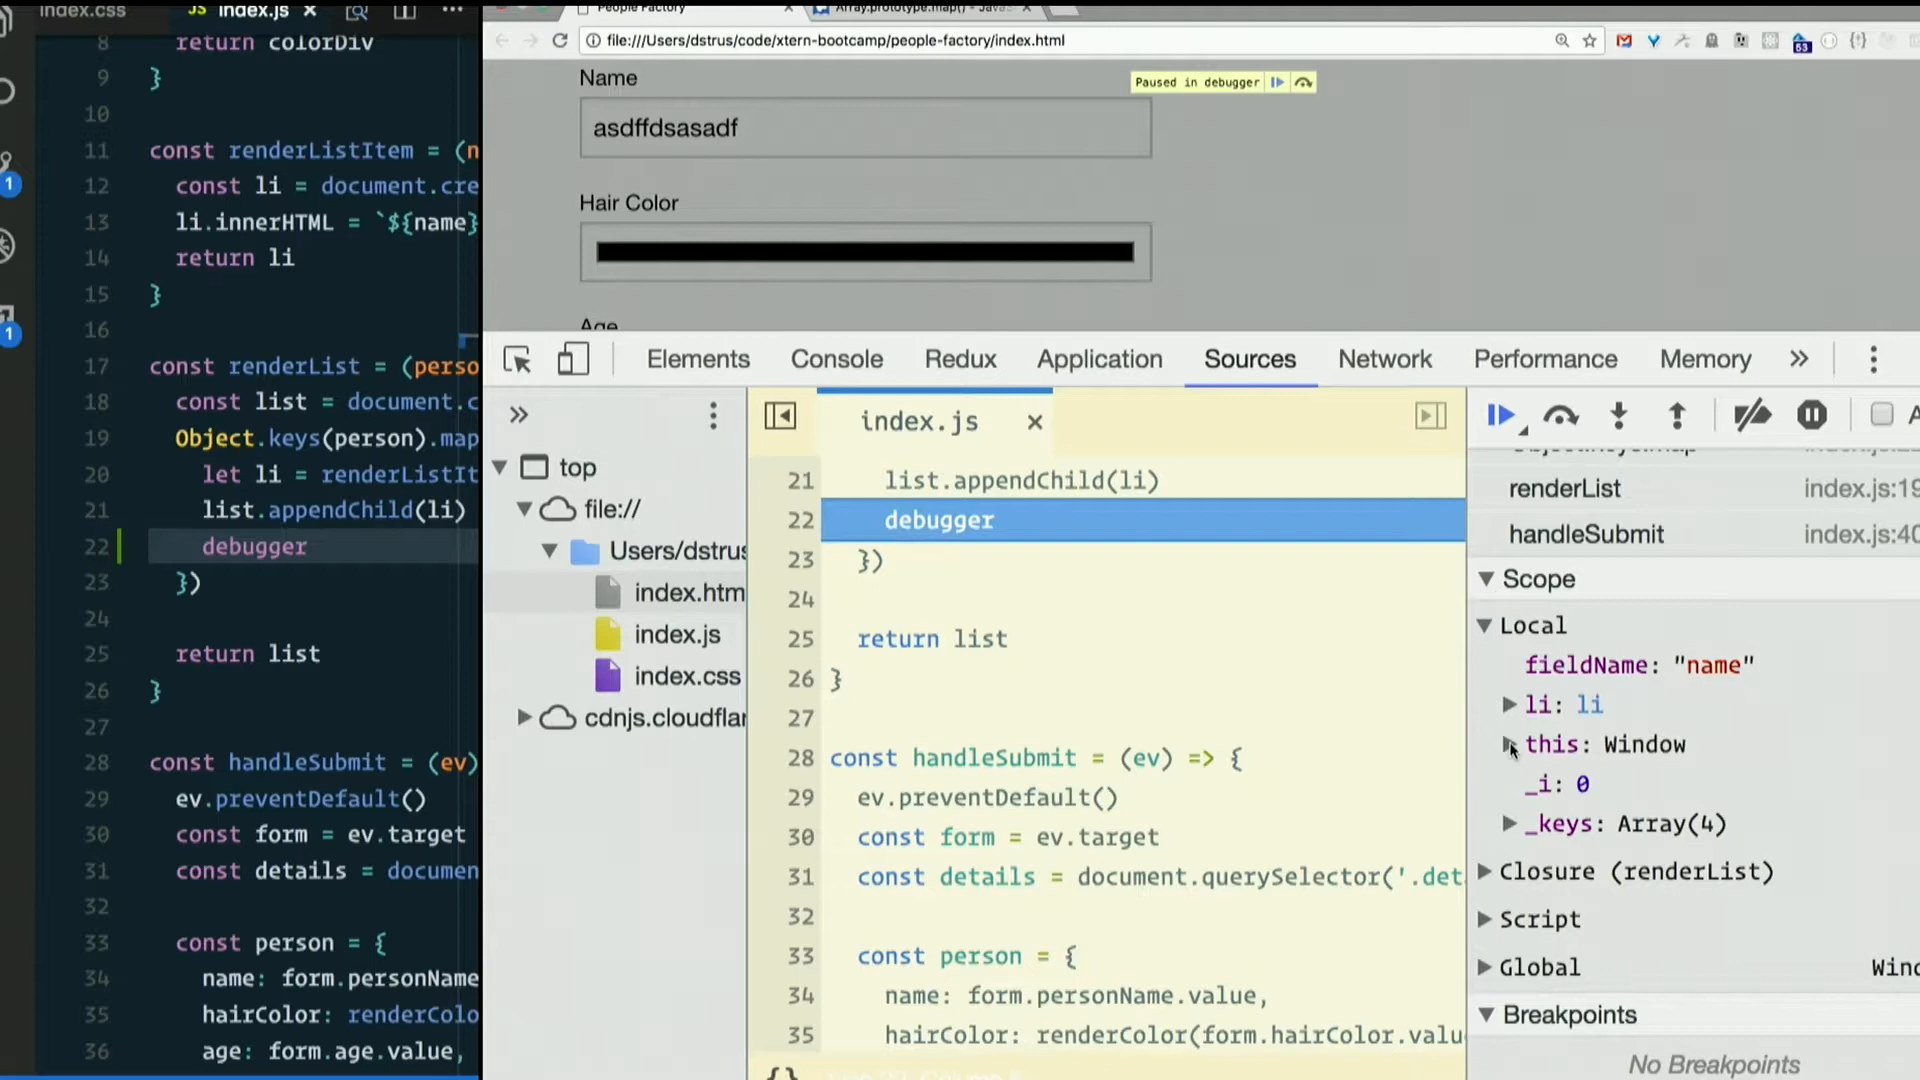 index.css
JS index.js ×
8 return colorDiv
9 }
10
11 const renderListItem = (n
12 const li = document.cre
13 li.innerHTML = `${name}
14 return li
15 }
16
17 const renderList = (perso
18 const list = document.c
19 Object.keys(person).map
20 let li = renderListIt
21 list.appendChild(li)
22 debugger
23 })
24
25 return list
26 }
27
28 const handleSubmit = (ev)
29 ev.preventDefault()
30 const form = ev.target
31 const details = documen
32
33 const person = {
34 name: form.personName
35 hairColor: renderColo
36 age: form.age.value,
1
1
People Factory
Array.prototype.map() - Javas
file:///Users/dstrus/code/xtern-bootcamp/people-factory/index.html
53
Name
Paused in debugger
asdffdsasadf
Hair Color
Age
Elements Console Redux Application Sources Network Performance Memory »
»
top
file://
Users/dstrus
index.htm
index.js
index.css
cdnjs.cloudflar
index.js ×
21 list.appendChild(li)
22 debugger
23 })
24
25 return list
26 }
27
28 const handleSubmit = (ev) => {
29 ev.preventDefault()
30 const form = ev.target
31 const details = document.querySelector('.det
32
33 const person = {
34 name: form.personName.value,
35 hairColor: renderColor(form.hairColor.valu
{}
A
renderList index.js:19
handleSubmit index.js:40
Scope
Local
fieldName: "name"
li: li
this: Window
_i: 0
_keys: Array(4)
Closure (renderList)
Script
Global Wind
Breakpoints
No Breakpoints